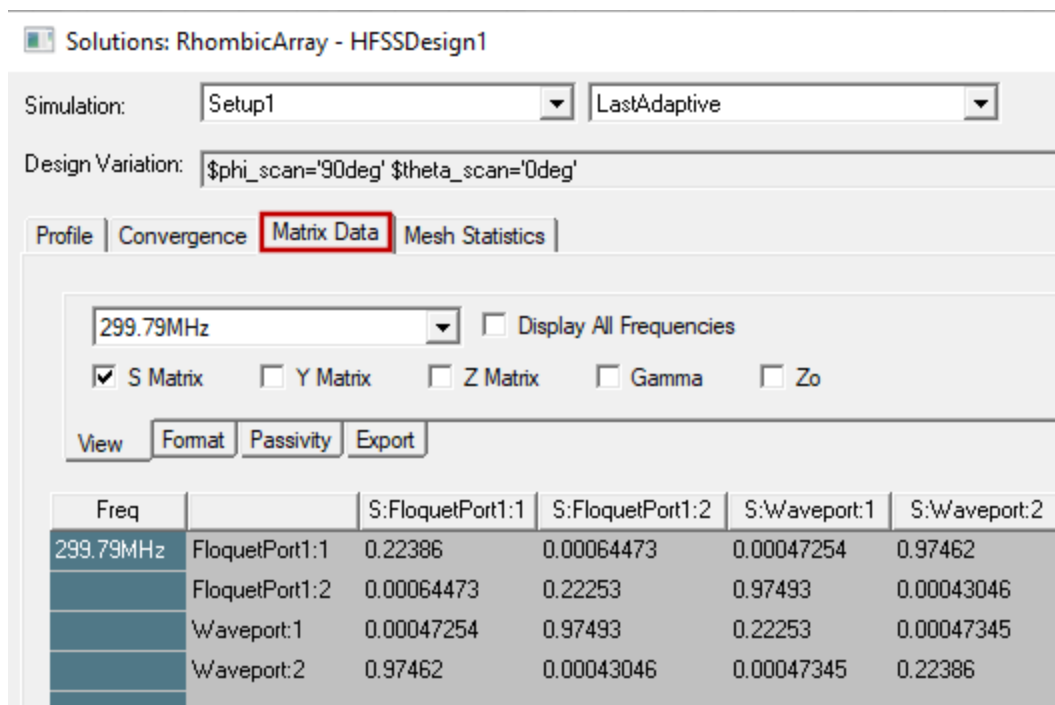 Solutions: RhombicArray - HFSSDesign1
Simulation: Setup1 LastAdaptive
Design Variation: $phi_scan='90deg' $theta_scan='0deg'
Profile Convergence Matrix Data Mesh Statistics
299.79MHz Display All Frequencies
S Matrix Y Matrix Z Matrix Gamma Zo
View Format Passivity Export
Freq S:FloquetPort1:1 S:FloquetPort1:2 S:Waveport:1 S:Waveport:2
299.79MHz FloquetPort1:1 0.22386 0.00064473 0.00047254 0.97462
FloquetPort1:2 0.00064473 0.22253 0.97493 0.00043046
Waveport:1 0.00047254 0.97493 0.22253 0.00047345
Waveport:2 0.97462 0.00043046 0.00047345 0.22386